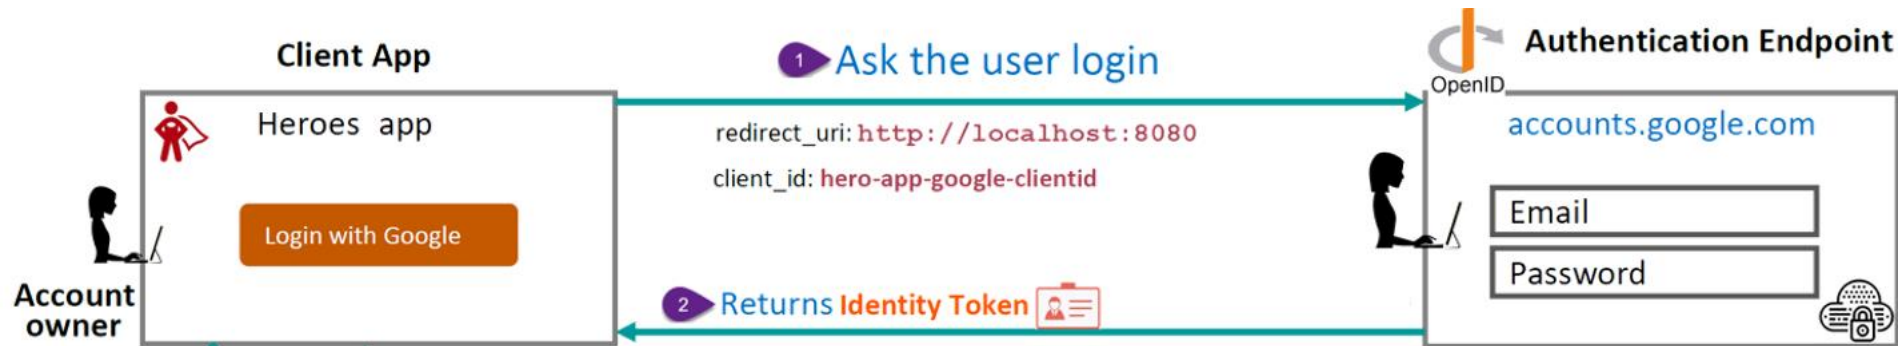 Client App
Heroes app
Login with Google
Account
owner
1 Ask the user login
redirect_uri: http://localhost:8080
client_id: hero-app-google-clientid
2 Returns Identity Token
OpenID
Authentication Endpoint
accounts.google.com
Email
Password